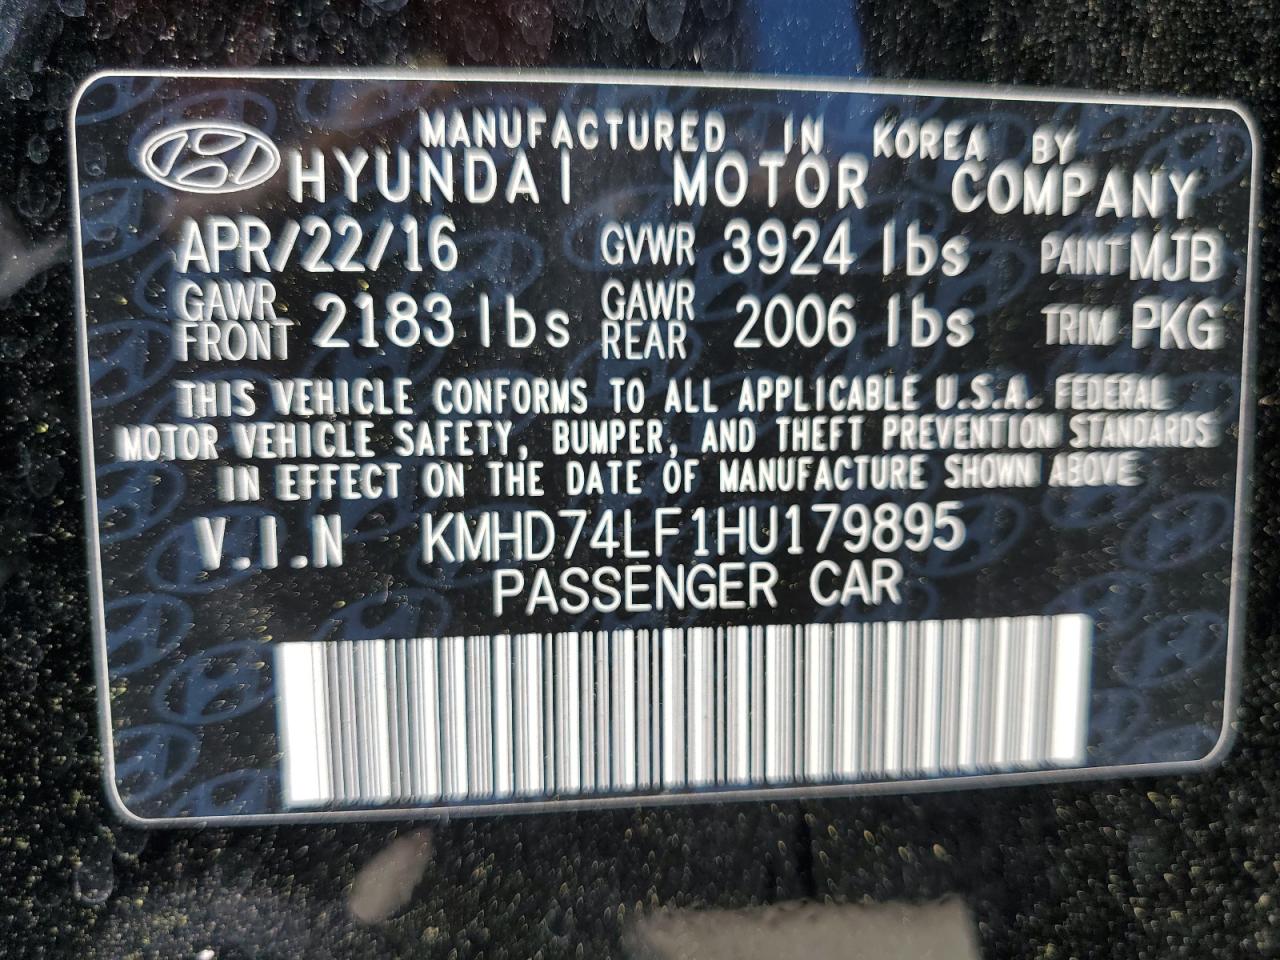 MANUFACTURED IN KOREA BY
HYUNDAI MOTOR COMPANY
APR/22/16 GVWR 3924 lbs PAINT MJB
GAWR FRONT 2183 lbs GAWR REAR 2006 lbs TRIM PKG
THIS VEHICLE CONFORMS TO ALL APPLICABLE U.S.A. FEDERAL
MOTOR VEHICLE SAFETY, BUMPER, AND THEFT PREVENTION STANDARDS
IN EFFECT ON THE DATE OF MANUFACTURE SHOWN ABOVE
V.I.N KMHD74LF1HU179895
PASSENGER CAR